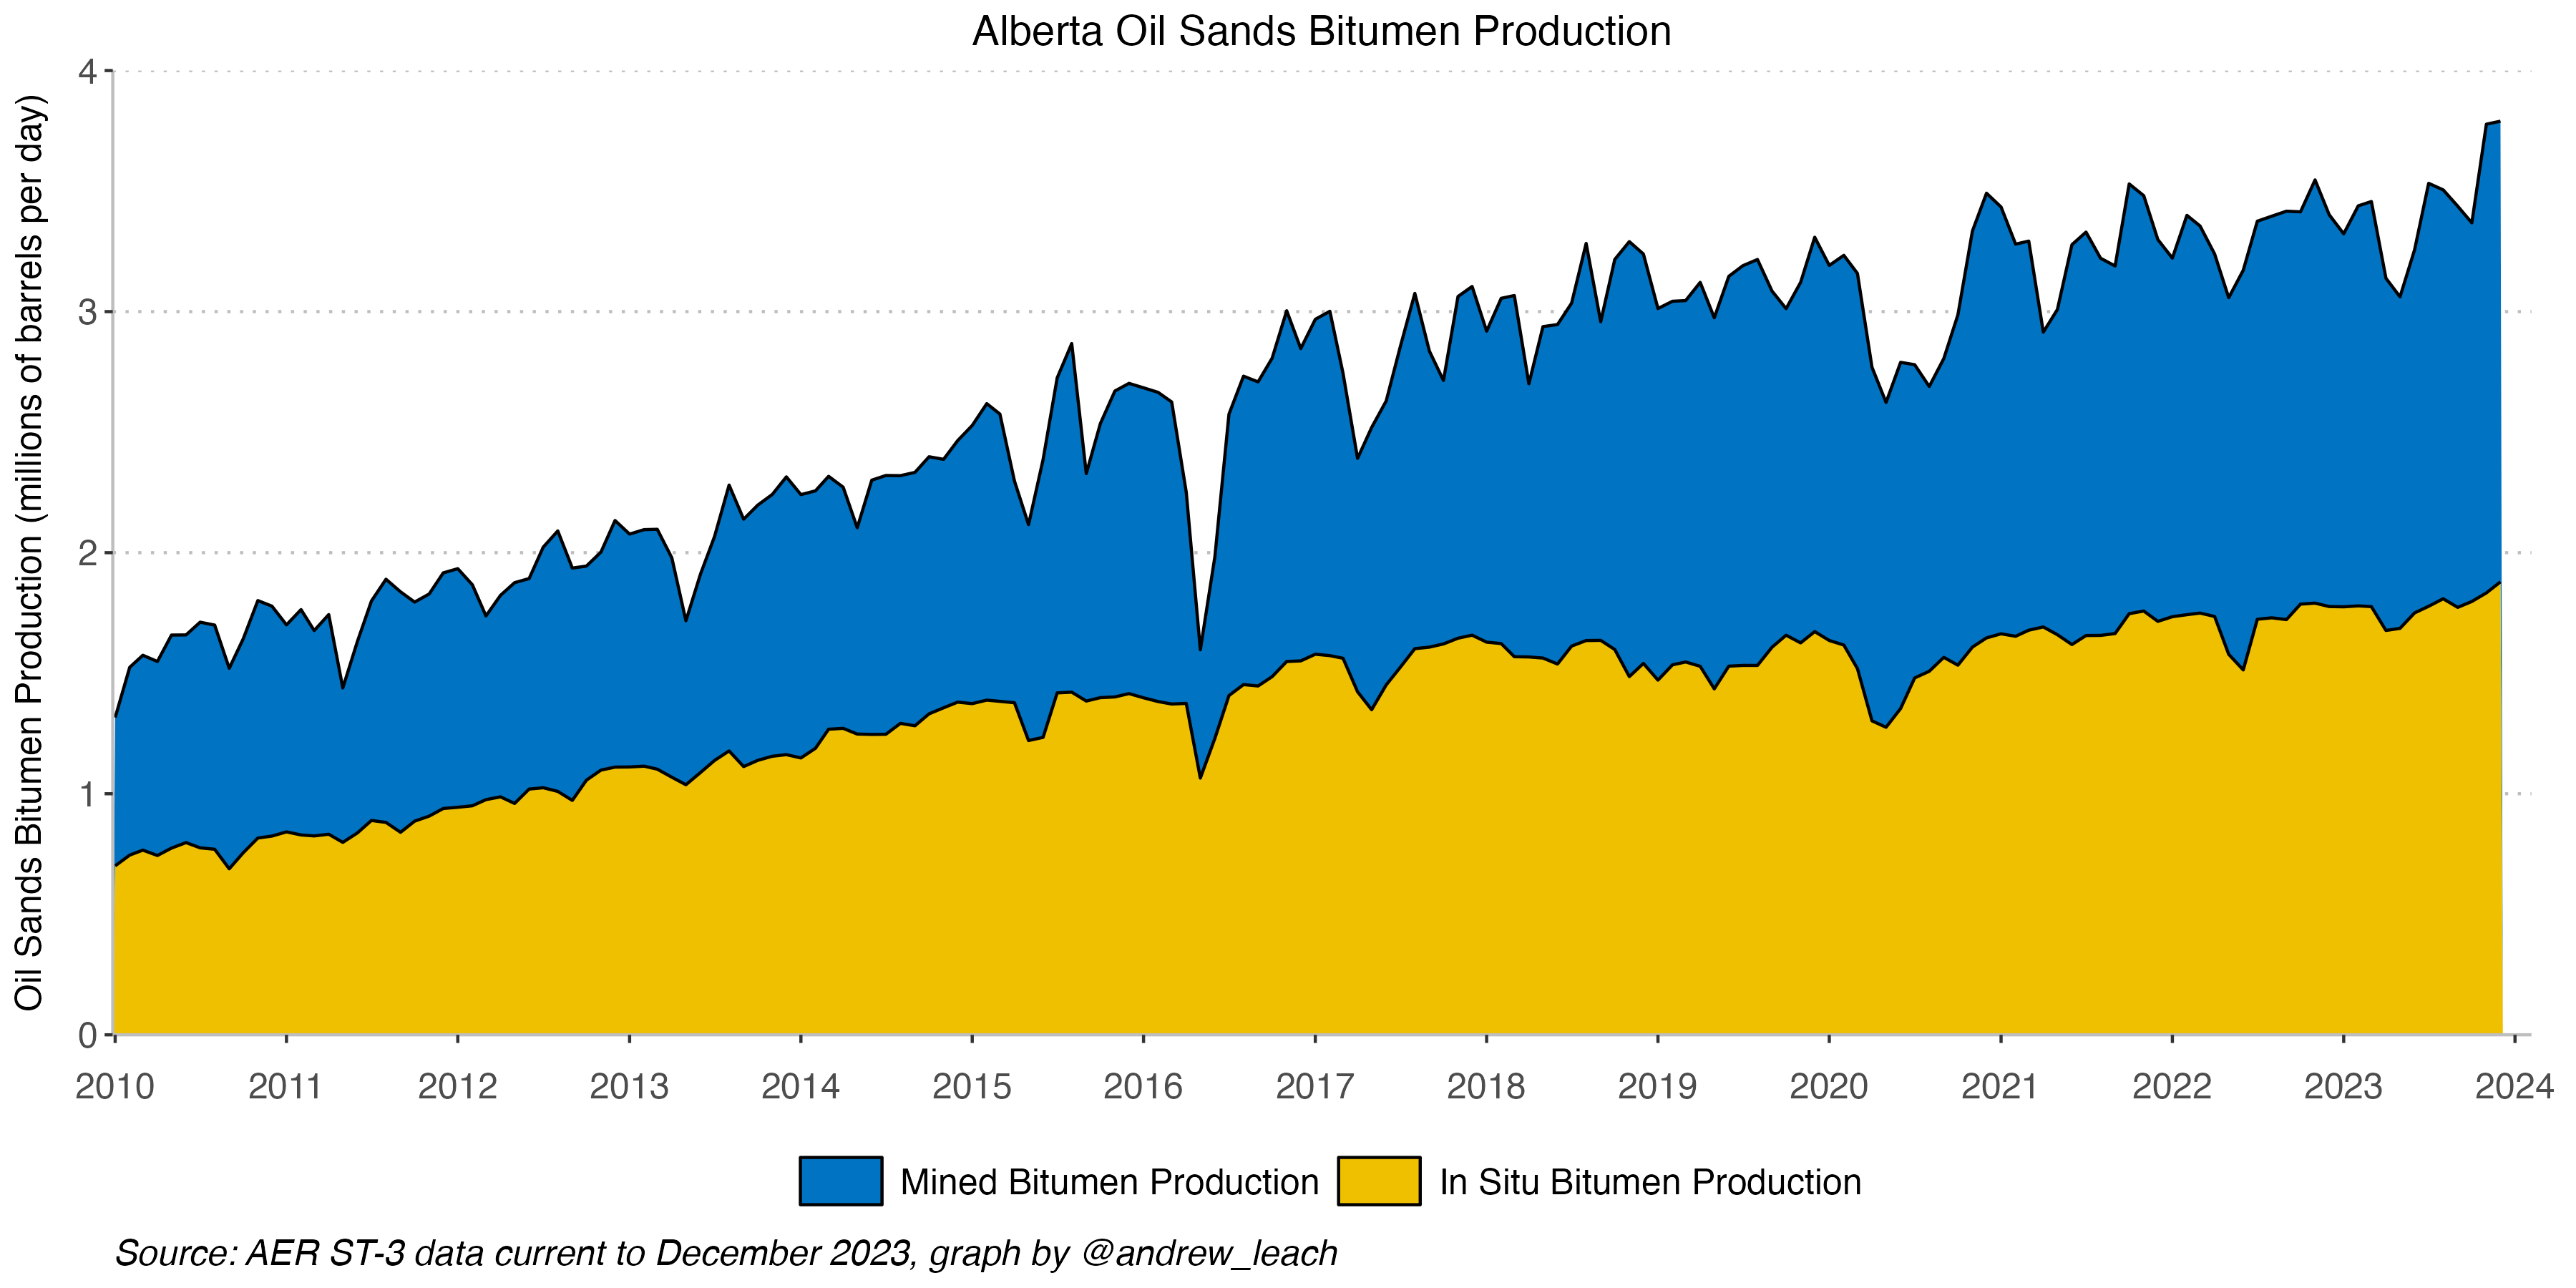 Alberta Oil Sands Bitumen Production
Oil Sands Bitumen Production (millions of barrels per day)
4
3
2
1
0
2010 2011 2012 2013 2014 2015 2016 2017 2018 2019 2020 2021 2022 2023 2024
Mined Bitumen Production In Situ Bitumen Production
Source: AER ST-3 data current to December 2023, graph by @andrew_leach